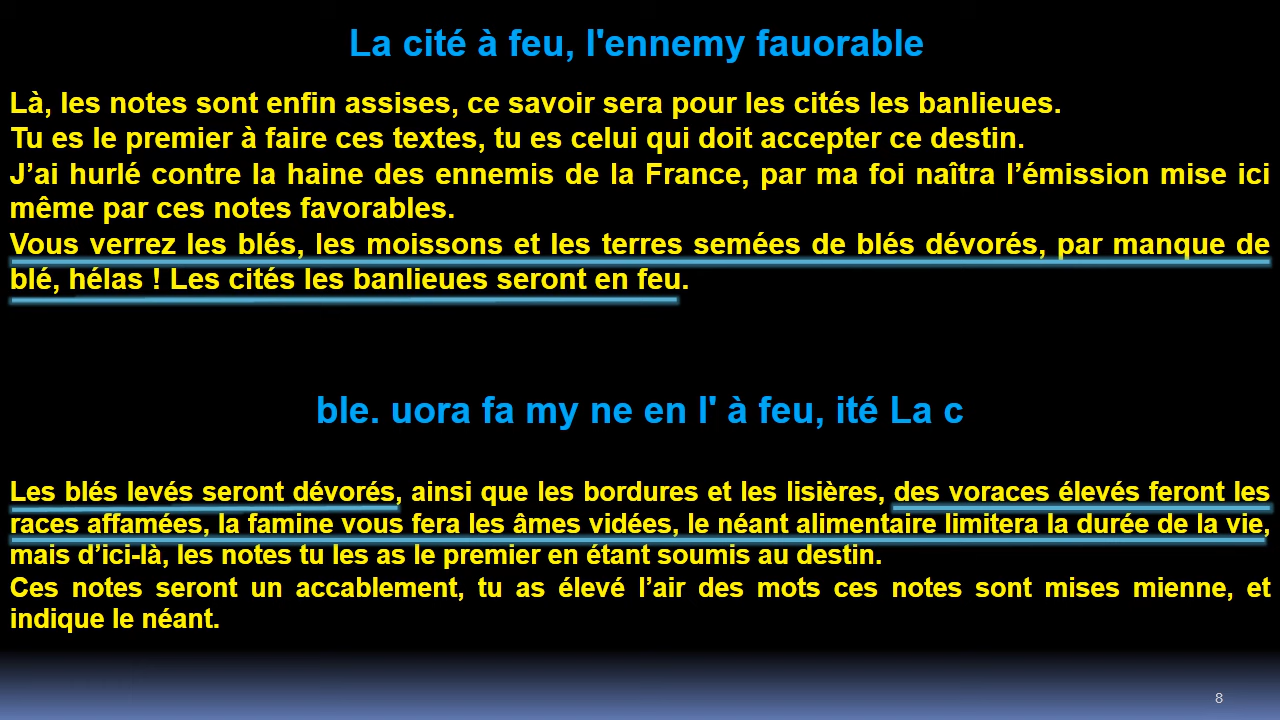 La cité à feu, l'ennemy fauorable
Là, les notes sont enfin assises, ce savoir sera pour les cités les banlieues.
Tu es le premier à faire ces textes, tu es celui qui doit accepter ce destin.
J’ai hurlé contre la haine des ennemis de la France, par ma foi naîtra l’émission mise ici
même par ces notes favorables.
Vous verrez les blés, les moissons et les terres semées de blés dévorés, par manque de
blé, hélas ! Les cités les banlieues seront en feu.
ble. uora fa my ne en l' à feu, ité La c
Les blés levés seront dévorés, ainsi que les bordures et les lisières, des voraces élevés feront les
races affamées, la famine vous fera les âmes vidées, le néant alimentaire limitera la durée de la vie,
mais d’ici-là, les notes tu les as le premier en étant soumis au destin.
Ces notes seront un accablement, tu as élevé l’air des mots ces notes sont mises mienne, et
indique le néant.
8